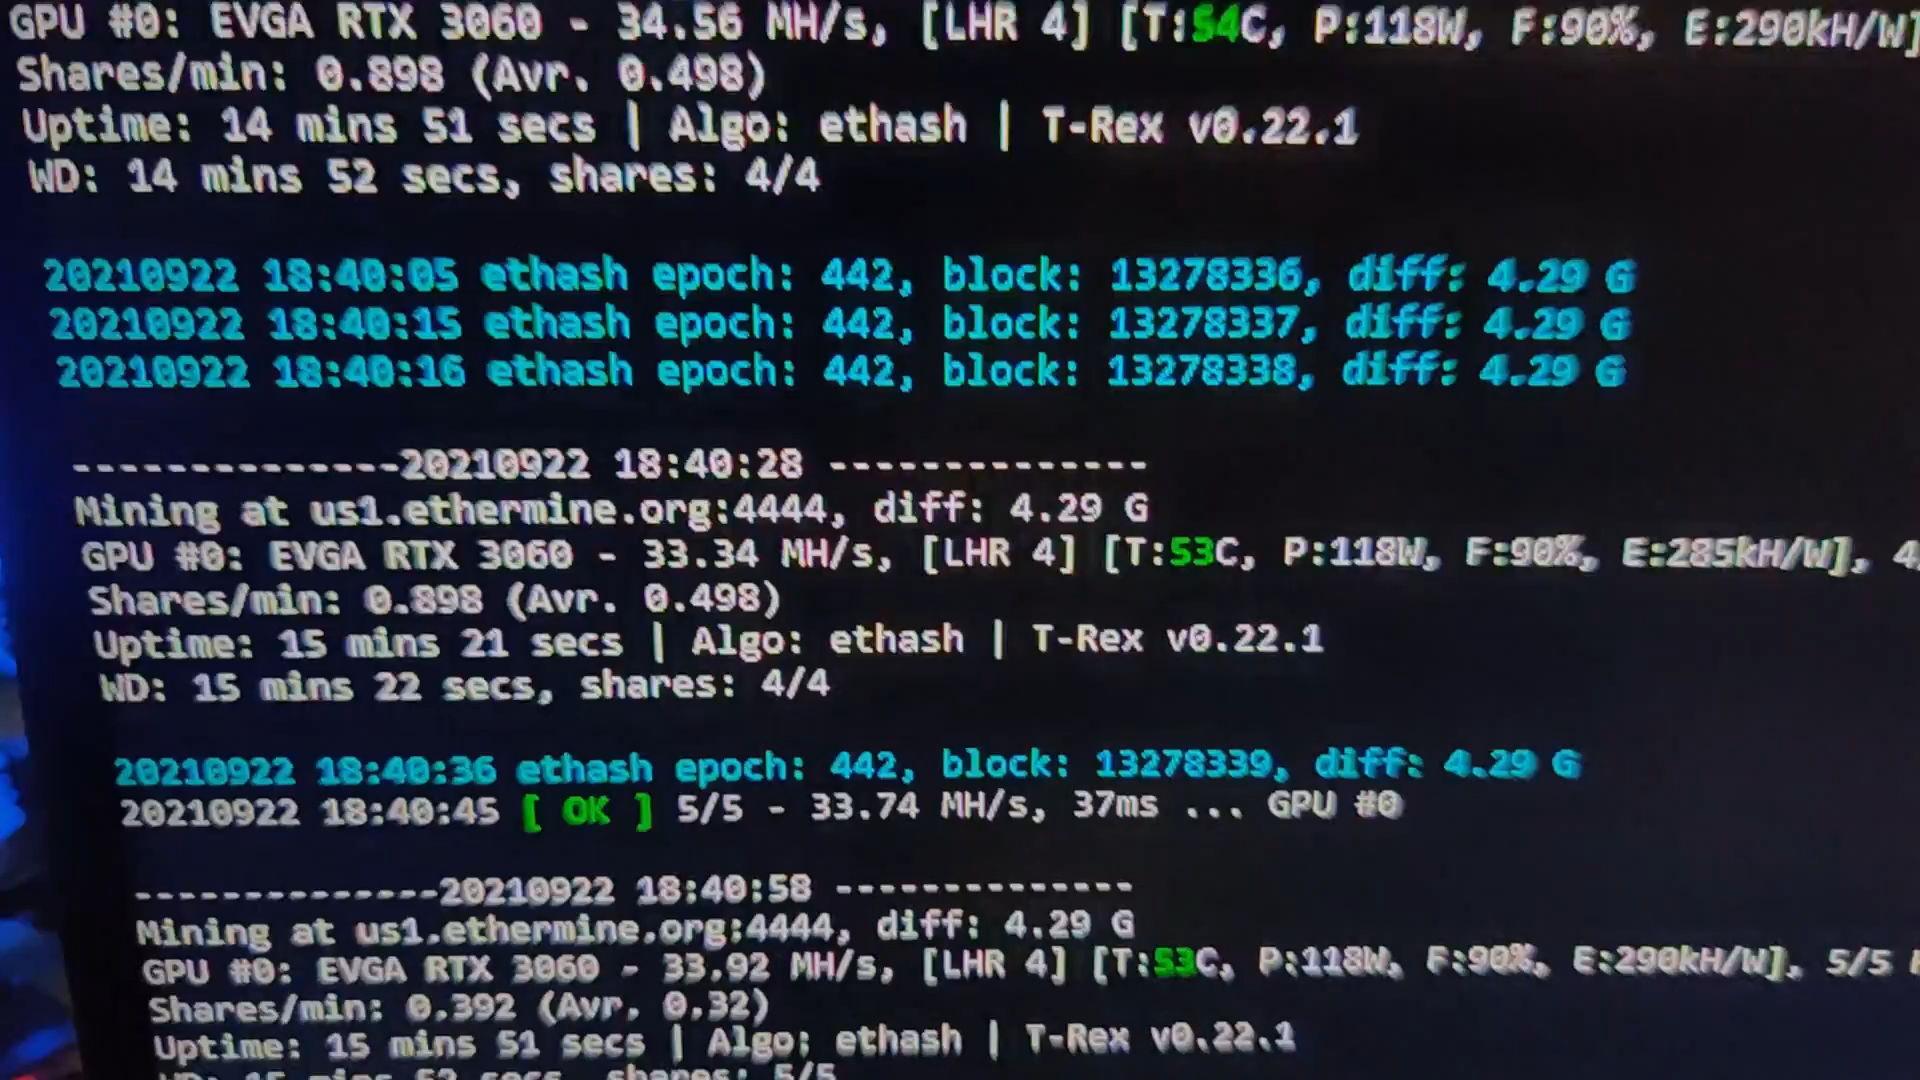 GPU #0: EVGA RTX 3060 - 34.56 MH/s, [LHR 4] [T:54C, P:118W, F:90%, E:290kH/W]
Shares/min: 0.898 (Avr. 0.498)
Uptime: 14 mins 51 secs | Algo: ethash | T-Rex v0.22.1
WD: 14 mins 52 secs, shares: 4/4
20210922 18:40:05 ethash epoch: 442, block: 13278336, diff: 4.29 G
20210922 18:40:15 ethash epoch: 442, block: 13278337, diff: 4.29 G
20210922 18:40:16 ethash epoch: 442, block: 13278338, diff: 4.29 G
--------------20210922 18:40:28 --------------
Mining at us1.ethermine.org:4444, diff: 4.29 G
GPU #0: EVGA RTX 3060 - 33.34 MH/s, [LHR 4] [T:53C, P:118W, F:90%, E:285kH/W],
Shares/min: 0.898 (Avr. 0.498)
Uptime: 15 mins 21 secs | Algo: ethash | T-Rex v0.22.1
WD: 15 mins 22 secs, shares: 4/4
20210922 18:40:36 ethash epoch: 442, block: 13278339, diff: 4.29 G
20210922 18:40:45 [ OK ] 5/5 - 33.74 MH/s, 37ms ... GPU #0
--------------20210922 18:40:58 --------------
Mining at us1.ethermine.org:4444, diff: 4.29 G
GPU #0: EVGA RTX 3060 - 33.92 MH/s, [LHR 4] [T:53C, P:118W, F:90%, E:290kH/W], 5/5
Shares/min: 0.392 (Avr. 0.32)
Uptime: 15 mins 51 secs | Algo: ethash | T-Rex v0.22.1
WD: 15 mins 52 secs, shares: 5/5